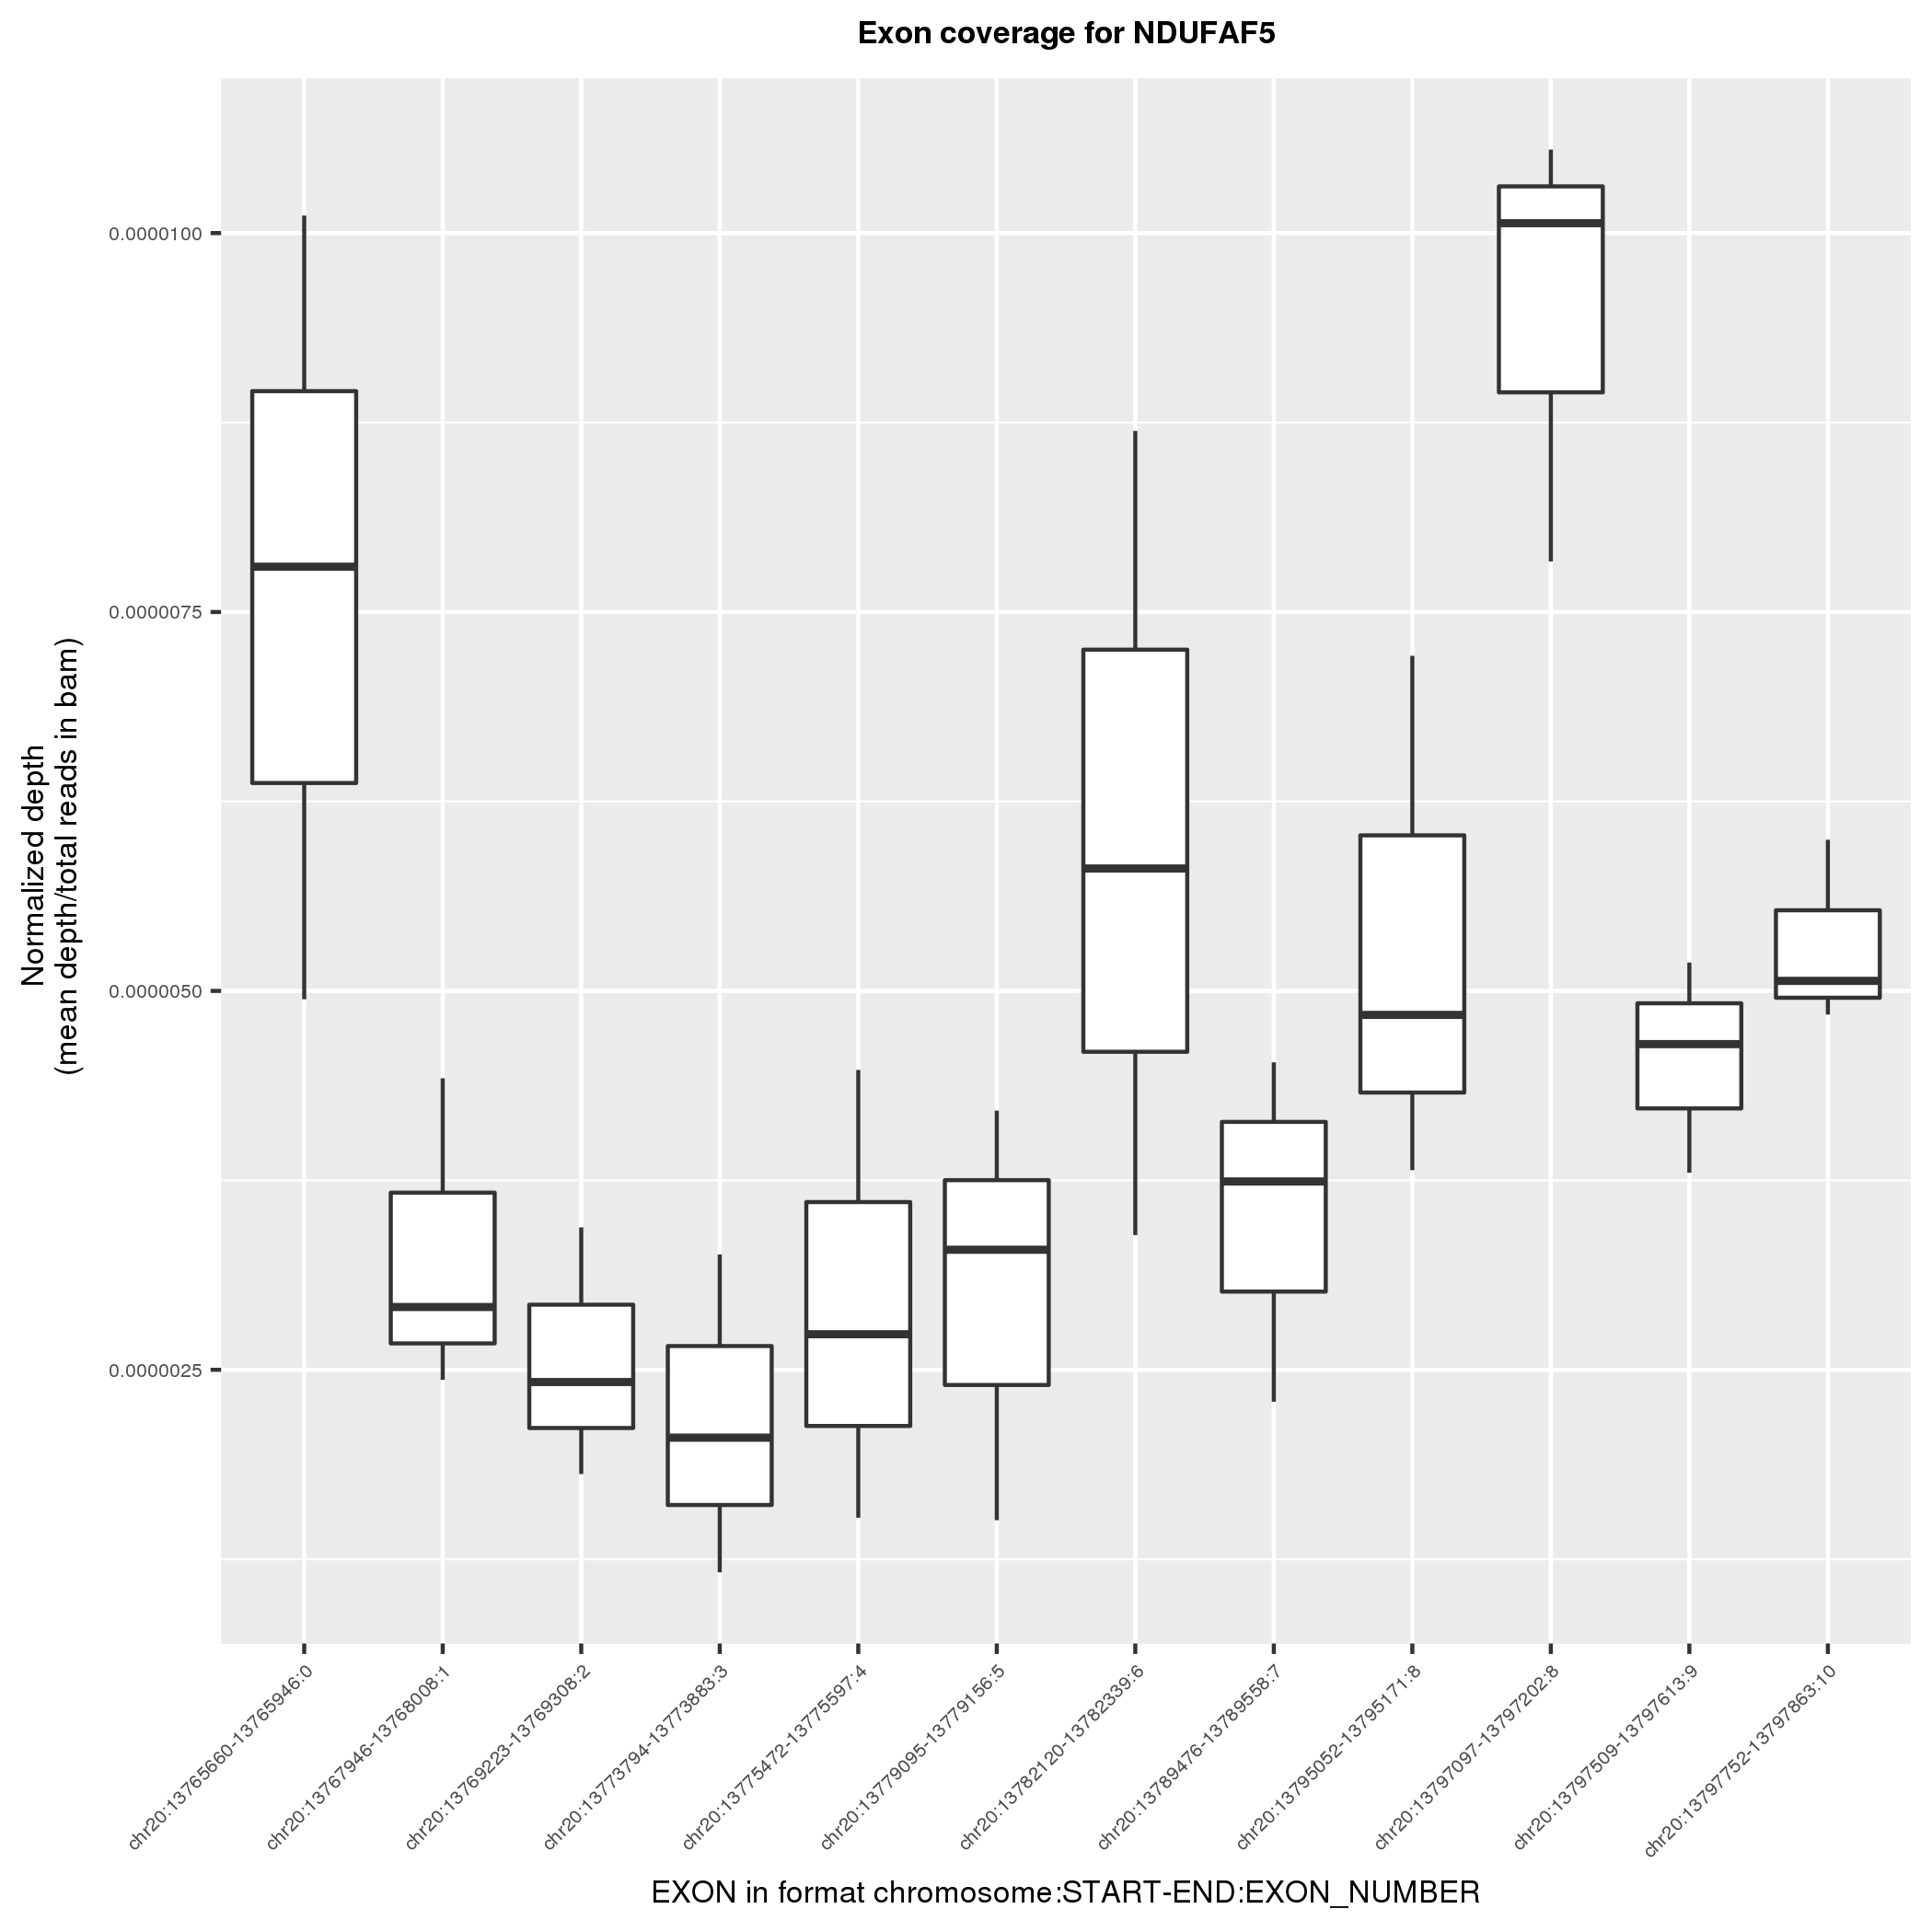 Exon coverage for NDUFAF5
Normalized depth
(mean depth/total reads in bam)
0.0000100
0.0000075
0.0000050
0.0000025
chr20:13765660-13765946:0
chr20:13767946-13768008:1
chr20:13769223-13769308:2
chr20:13773794-13773883:3
chr20:13775472-13775597:4
chr20:13779095-13779156:5
chr20:13782120-13782339:6
chr20:13789476-13789558:7
chr20:13795052-13795171:8
chr20:13797097-13797202:8
chr20:13797509-13797613:9
chr20:13797752-13797863:10
EXON in format chromosome:START-END:EXON_NUMBER